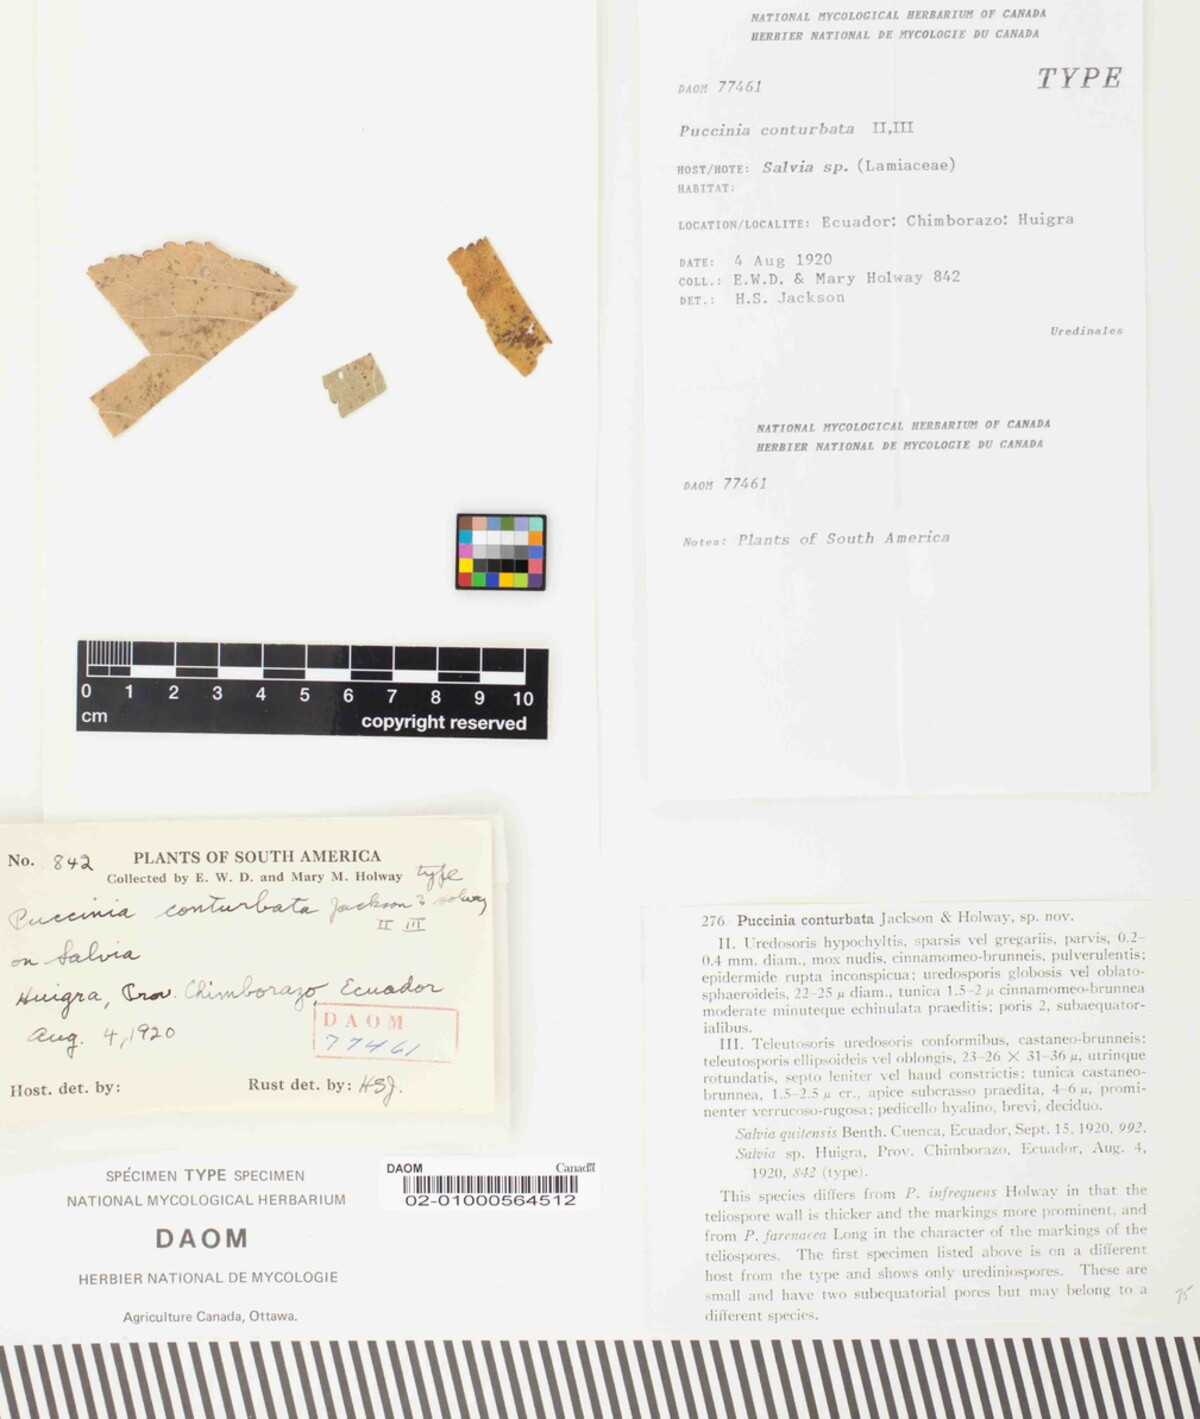 NATIONAL MYCOLOGICAL HERBARIUM OF CANADA
HERBIER NATIONAL DE MYCOLOGIE DU CANADA
TYPE
DAOM 77461
Puccinia conturbata II,III
HOST/HOTE: Salvia sp. (Lamiaceae)
HABITAT:
LOCATION/LOCALITE: Ecuador: Chimborazo: Huigra
DATE: 4 Aug 1920
COLL.: E.W.D. & Mary Holway 842
DET.: H.S. Jackson
Uredinales
NATIONAL MYCOLOGICAL HERBARIUM OF CANADA
HERBIER NATIONAL DE MYCOLOGIE DU CANADA
DAOM 77461
Notes: Plants of South America
0 1 2 3 4 5 6 7 8 9 10
cm
copyright reserved
No. 842 PLANTS OF SOUTH AMERICA
Collected by E. W. D. and Mary M. Holway type
Puccinia conturbata Jackson & Holway
II III
on Salvia
Huigra, Prov. Chimborazo, Ecuador
Aug. 4, 1920
DAOM
77461
Host. det. by: Rust det. by: HSJ.
SPÉCIMEN TYPE SPECIMEN
NATIONAL MYCOLOGICAL HERBARIUM
DAOM
HERBIER NATIONAL DE MYCOLOGIE
Agriculture Canada, Ottawa.
DAOM Canada
02-01000564512
276 Puccinia conturbata Jackson & Holway, sp. nov.
II. Uredosoris hypochyltis, sparsis vel gregariis, parvis, 0.2–
0.4 mm. diam., mox nudis, cinnamomeo-brunneis, pulverulentis;
epidermide rupta inconspicua; uredosporis globosis vel oblato-
sphaeroideis, 22–25 μ diam., tunica 1.5–2 μ cinnamomeo-brunnea
moderate minuteque echinulata praeditis; poris 2, subaequator-
ialibus.
III. Teleutosoris uredosoris conformibus, castaneo-brunneis;
teleutosporis ellipsoideis vel oblongis, 23–26 × 31–36 μ, utrinque
rotundatis, septo leniter vel haud constrictis; tunica castaneo-
brunnea, 1.5–2.5 μ cr., apice subcrasso praedita, 4–6 μ, promi-
nenter verrucoso-rugosa; pedicello hyalino, brevi, deciduo.
Salvia quitensis Benth. Cuenca, Ecuador, Sept. 15, 1920, 992.
Salvia sp. Huigra, Prov. Chimborazo, Ecuador, Aug. 4,
1920, 842 (type).
This species differs from P. infrequens Holway in that the
teliospore wall is thicker and the markings more prominent, and
from P. farenacea Long in the character of the markings of the
teliospores. The first specimen listed above is on a different
host from the type and shows only urediniospores. These are
small and have two subequatorial pores but may belong to a
different species.
75